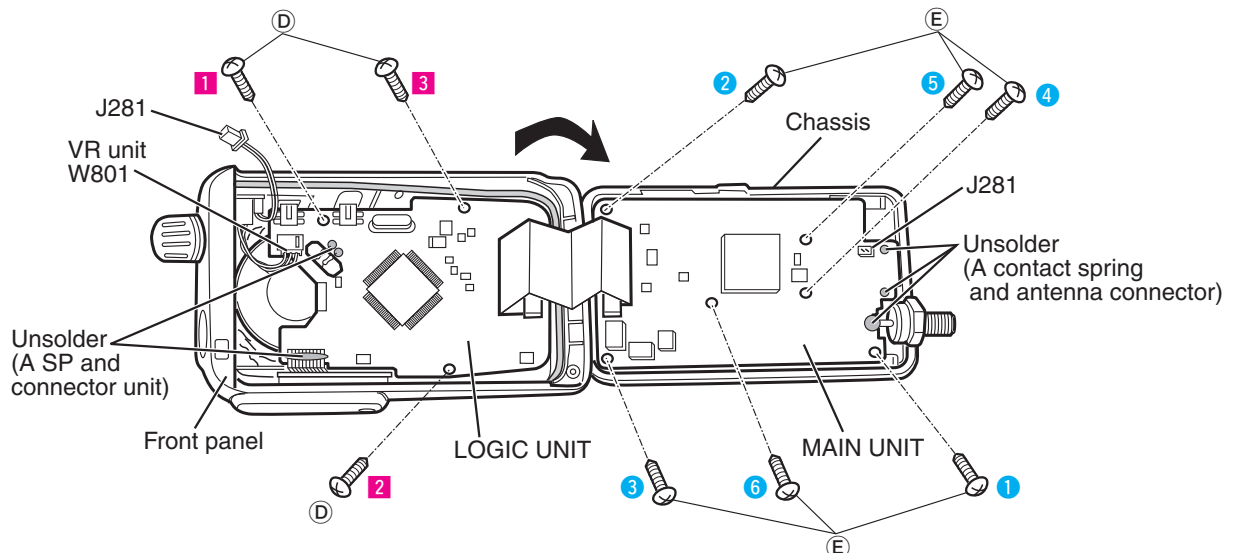 D
E
1
3
2
5
4
J281
VR unit
W801
Chassis
J281
Unsolder
(A contact spring
and antenna connector)
Unsolder
(A SP and
connector unit)
Front panel
LOGIC UNIT
MAIN UNIT
2
D
3
6
1
E